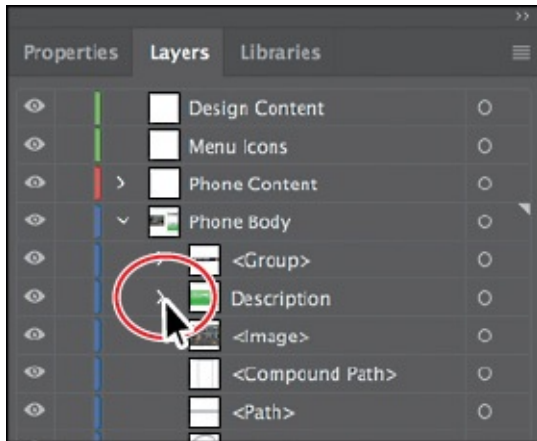 Properties Layers Libraries
Design Content
Menu Icons
Phone Content
Phone Body
<Group>
Description
<Image>
<Compound Path>
<Path>